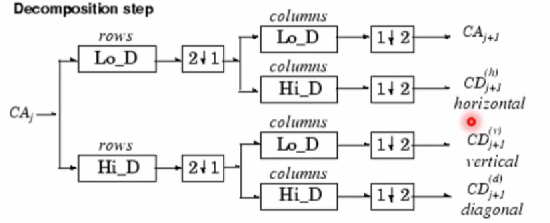 Decomposition step
rows
Lo_D
2↓1
columns
Lo_D
1↓2
CA_{j+1}
columns
Hi_D
1↓2
CD_{j+1}^{(h)}
horizontal
CA_j
rows
Hi_D
2↓1
columns
Lo_D
1↓2
CD_{j+1}^{(v)}
vertical
columns
Hi_D
1↓2
CD_{j+1}^{(d)}
diagonal